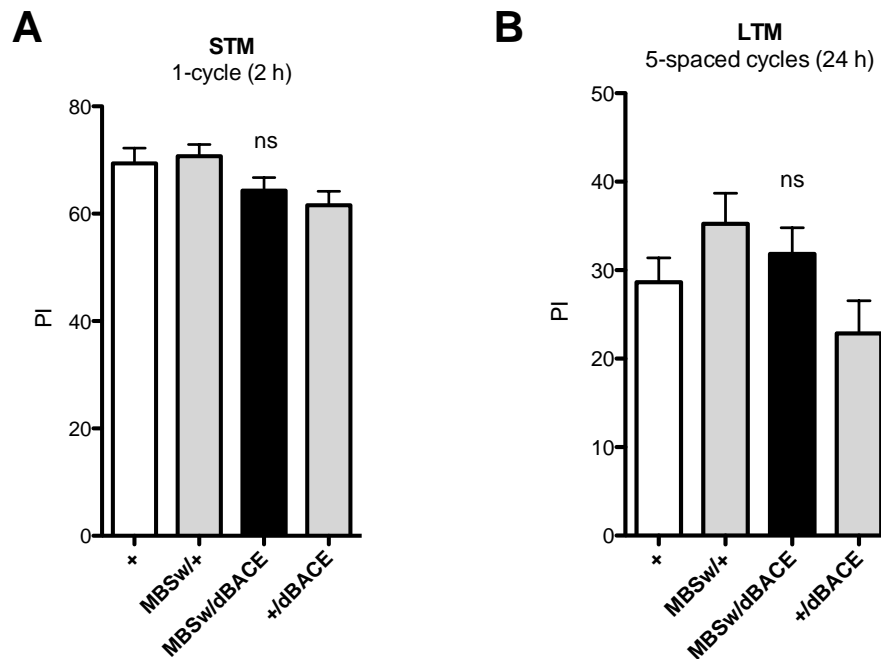 A
STM
1-cycle (2 h)
80
60
40
20
0
PI
ns
+
MBSw/+
MBSw/dBACE
+/dBACE
B
LTM
5-spaced cycles (24 h)
50
40
30
20
10
0
PI
ns
+
MBSw/+
MBSw/dBACE
+/dBACE